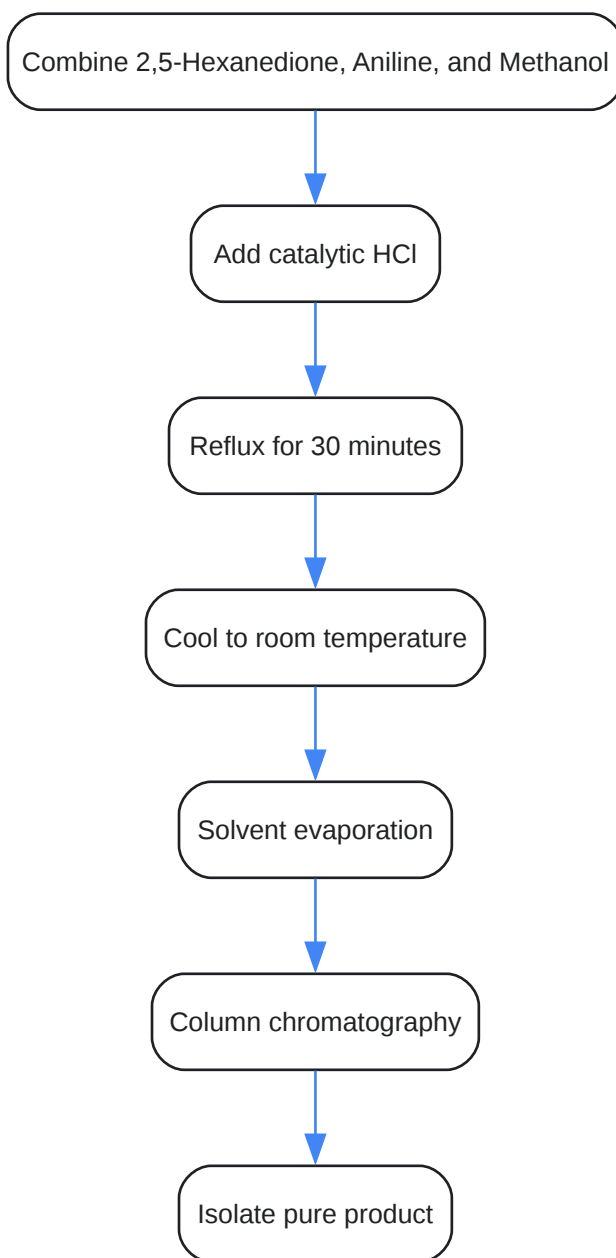 Combine 2,5-Hexanedione, Aniline, and Methanol
Add catalytic HCl
Reflux for 30 minutes
Cool to room temperature
Solvent evaporation
Column chromatography
Isolate pure product